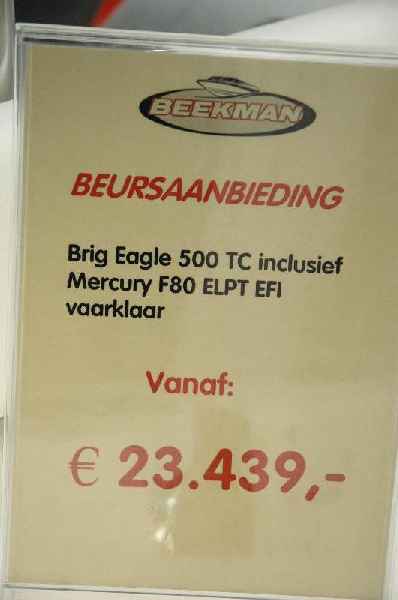 BEEKMAN
BEURSAANBIEDING
Brig Eagle 500 TC inclusief
Mercury F80 ELPT EFI
vaarklaar
Vanaf:
€ 23.439,-